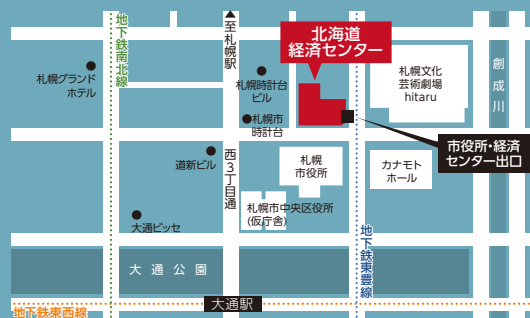 地下鉄南北線
▲至札幌駅
北海道
経済センター
札幌グランド
ホテル
札幌時計台
ビル
札幌文化
芸術劇場
hitaru
創成川
札幌市
時計台
市役所・経済
センター出口
道新ビル
西3丁目通
札幌
市役所
カナモト
ホール
札幌市中央区役所
(仮庁舎)
大通ビッセ
地下鉄東豊線
大通公園
大通駅
地下鉄東西線